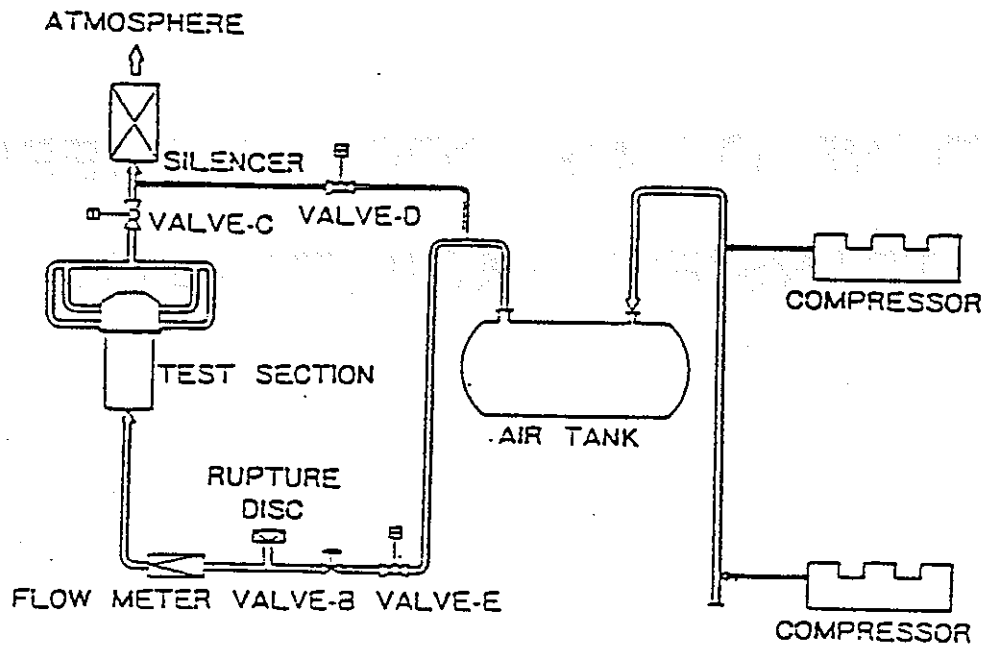 ATMOSPHERE
SILENCER
VALVE-C
VALVE-D
COMPRESSOR
TEST SECTION
AIR TANK
RUPTURE
DISC
FLOW METER VALVE-B VALVE-E
COMPRESSOR